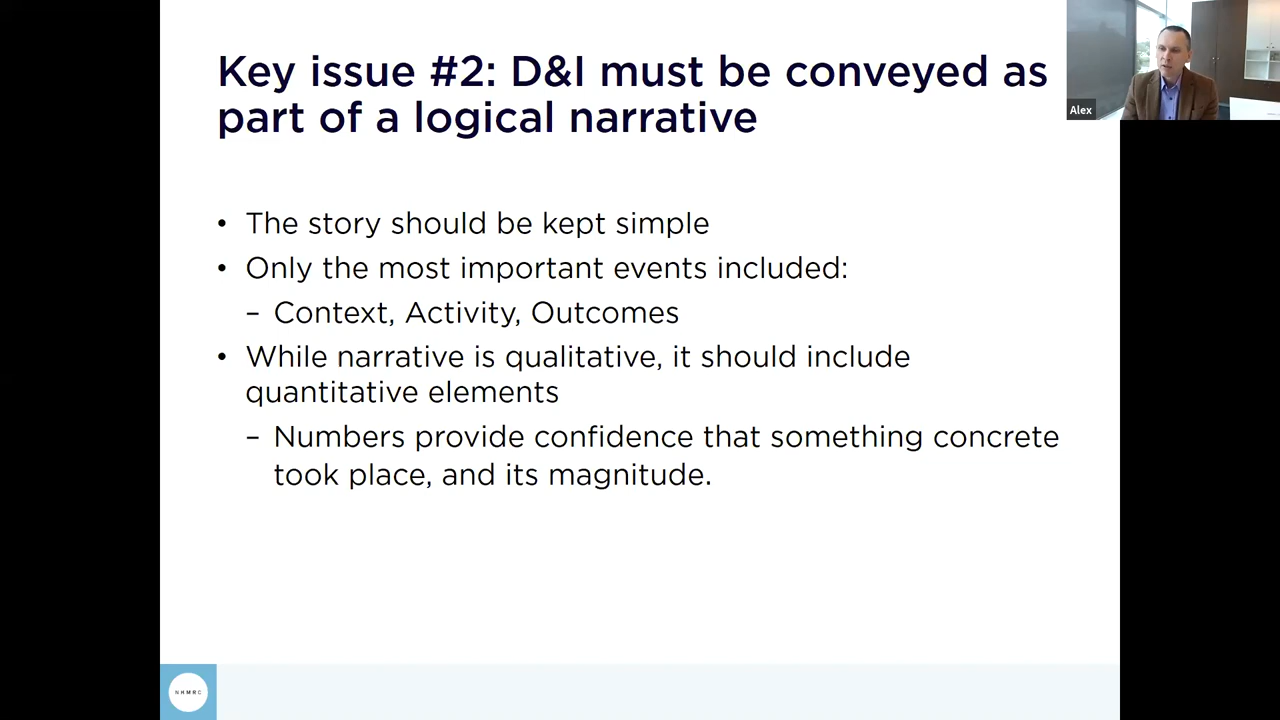 Key issue #2: D&I must be conveyed as
part of a logical narrative
Alex
• The story should be kept simple
• Only the most important events included:
– Context, Activity, Outcomes
• While narrative is qualitative, it should include
quantitative elements
– Numbers provide confidence that something concrete
took place, and its magnitude.
NHMRC